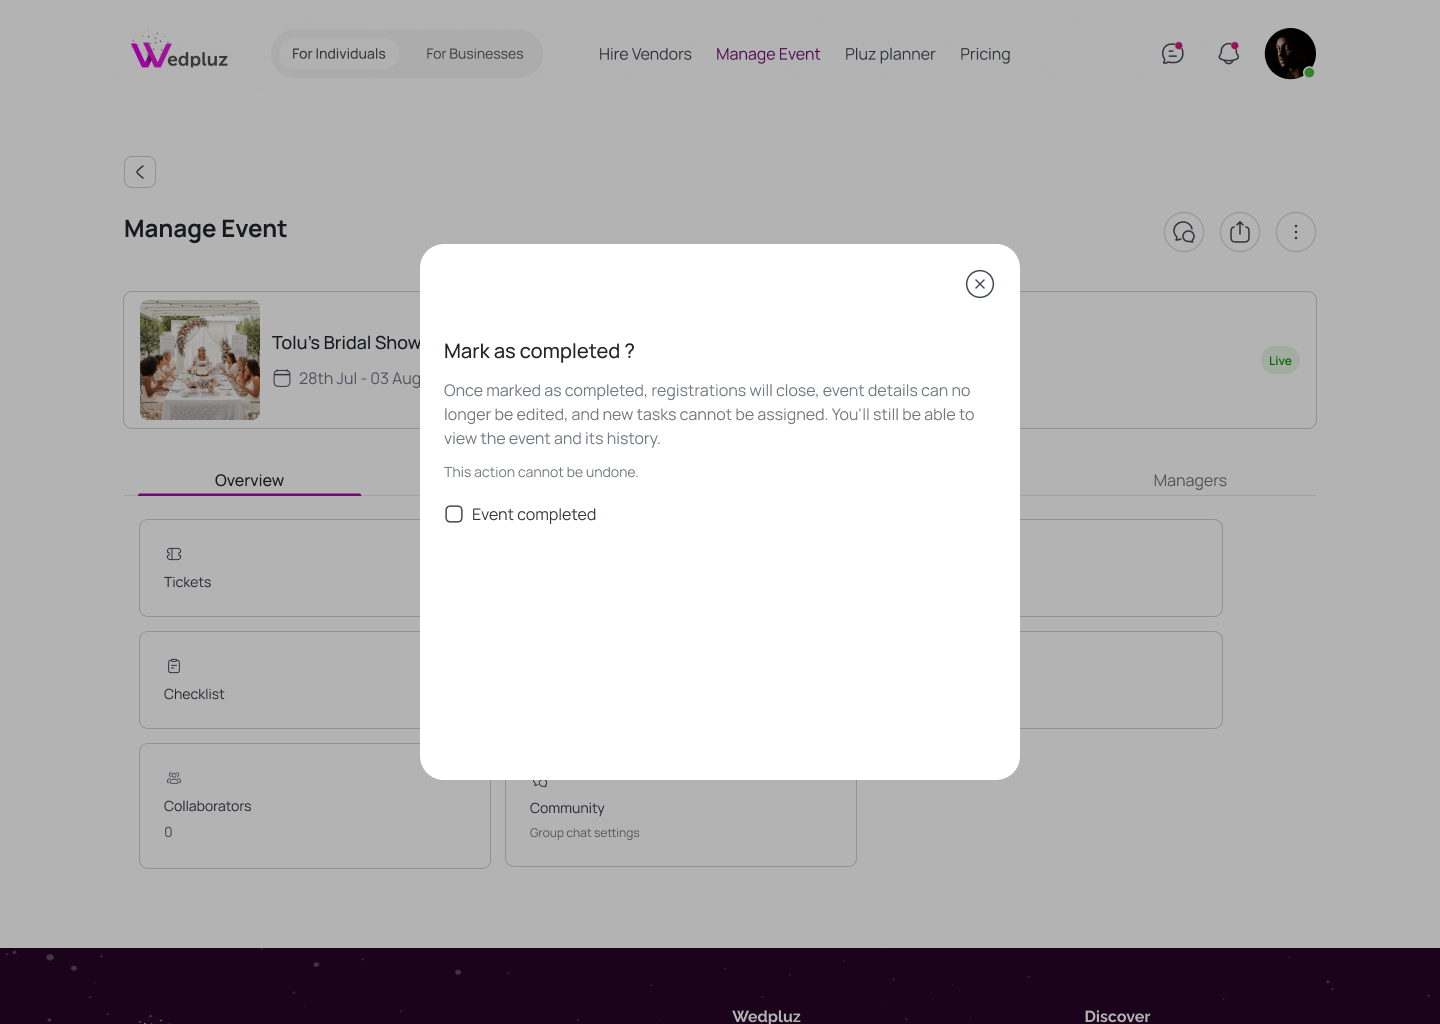 Wedpluz
For Individuals
For Businesses
Hire Vendors
Manage Event
Pluz planner
Pricing
Manage Event
Tolu's Bridal Show
28th Jul - 03 Aug
Live
Overview
Managers
Tickets
Checklist
Collaborators
0
Community
Group chat settings
Mark as completed ?
Once marked as completed, registrations will close, event details can no
longer be edited, and new tasks cannot be assigned. You'll still be able to
view the event and its history.
This action cannot be undone.
Event completed
Wedpluz
Discover